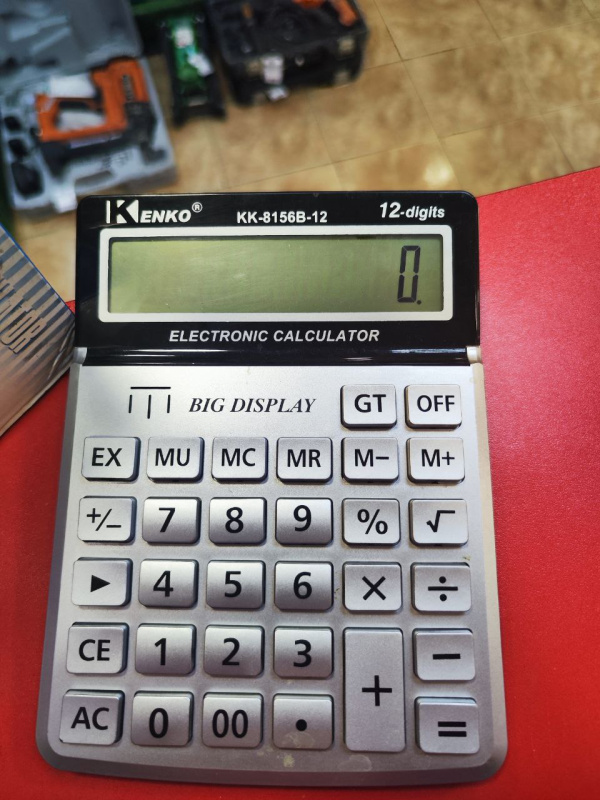 KENKO® KK-8156B-12 12-digits
0.
ELECTRONIC CALCULATOR
BIG DISPLAY GT OFF
EX MU MC MR M− M+
+/− 7 8 9 % √
▶ 4 5 6 × ÷
CE 1 2 3 + −
AC 0 00 • =